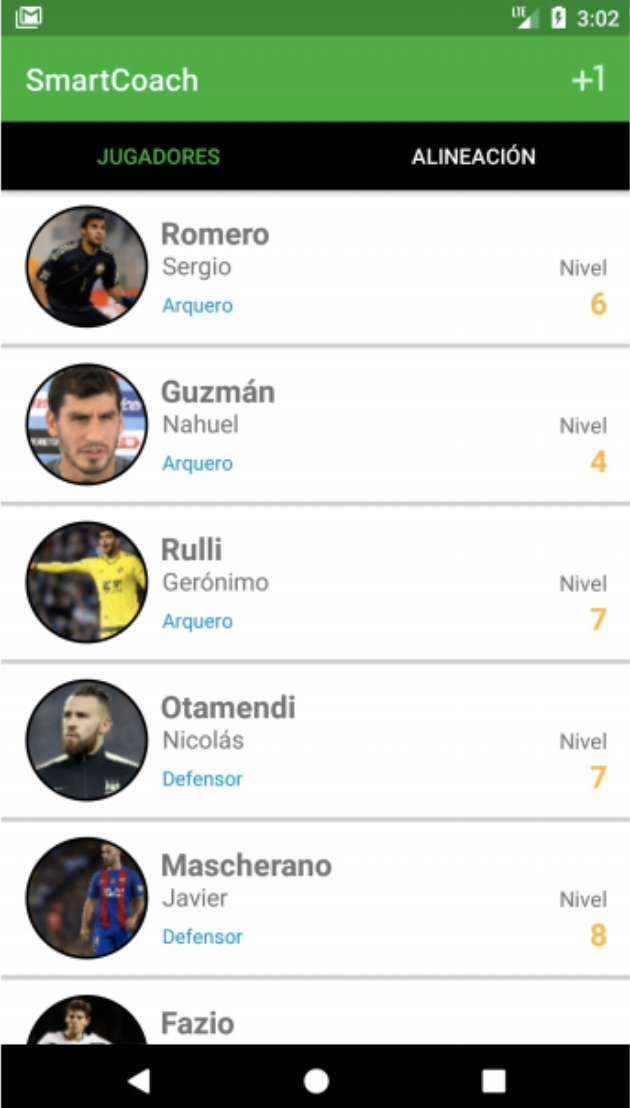 LTE 3:02
SmartCoach +1
JUGADORES ALINEACIÓN
Romero
Sergio
Nivel
Arquero 6
Guzmán
Nahuel
Nivel
Arquero 4
Rulli
Gerónimo
Nivel
Arquero 7
Otamendi
Nicolás
Nivel
Defensor 7
Mascherano
Javier
Nivel
Defensor 8
Fazio